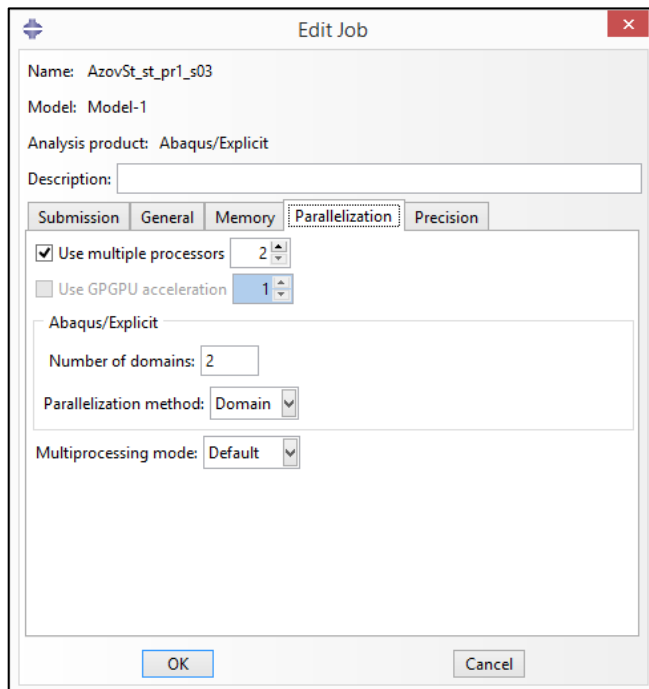 Edit Job
Name: AzovSt_st_pr1_s03
Model: Model-1
Analysis product: Abaqus/Explicit
Description:
Submission General Memory Parallelization Precision
Use multiple processors 2
Use GPGPU acceleration 1
Abaqus/Explicit
Number of domains: 2
Parallelization method: Domain
Multiprocessing mode: Default
OK Cancel